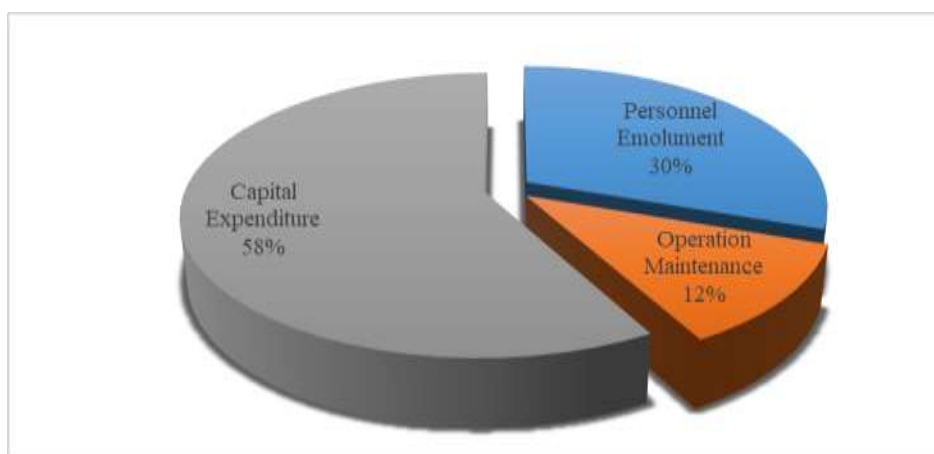 Personnel
Emolument
30%
Capital
Expenditure
58%
Operation
Maintenance
12%